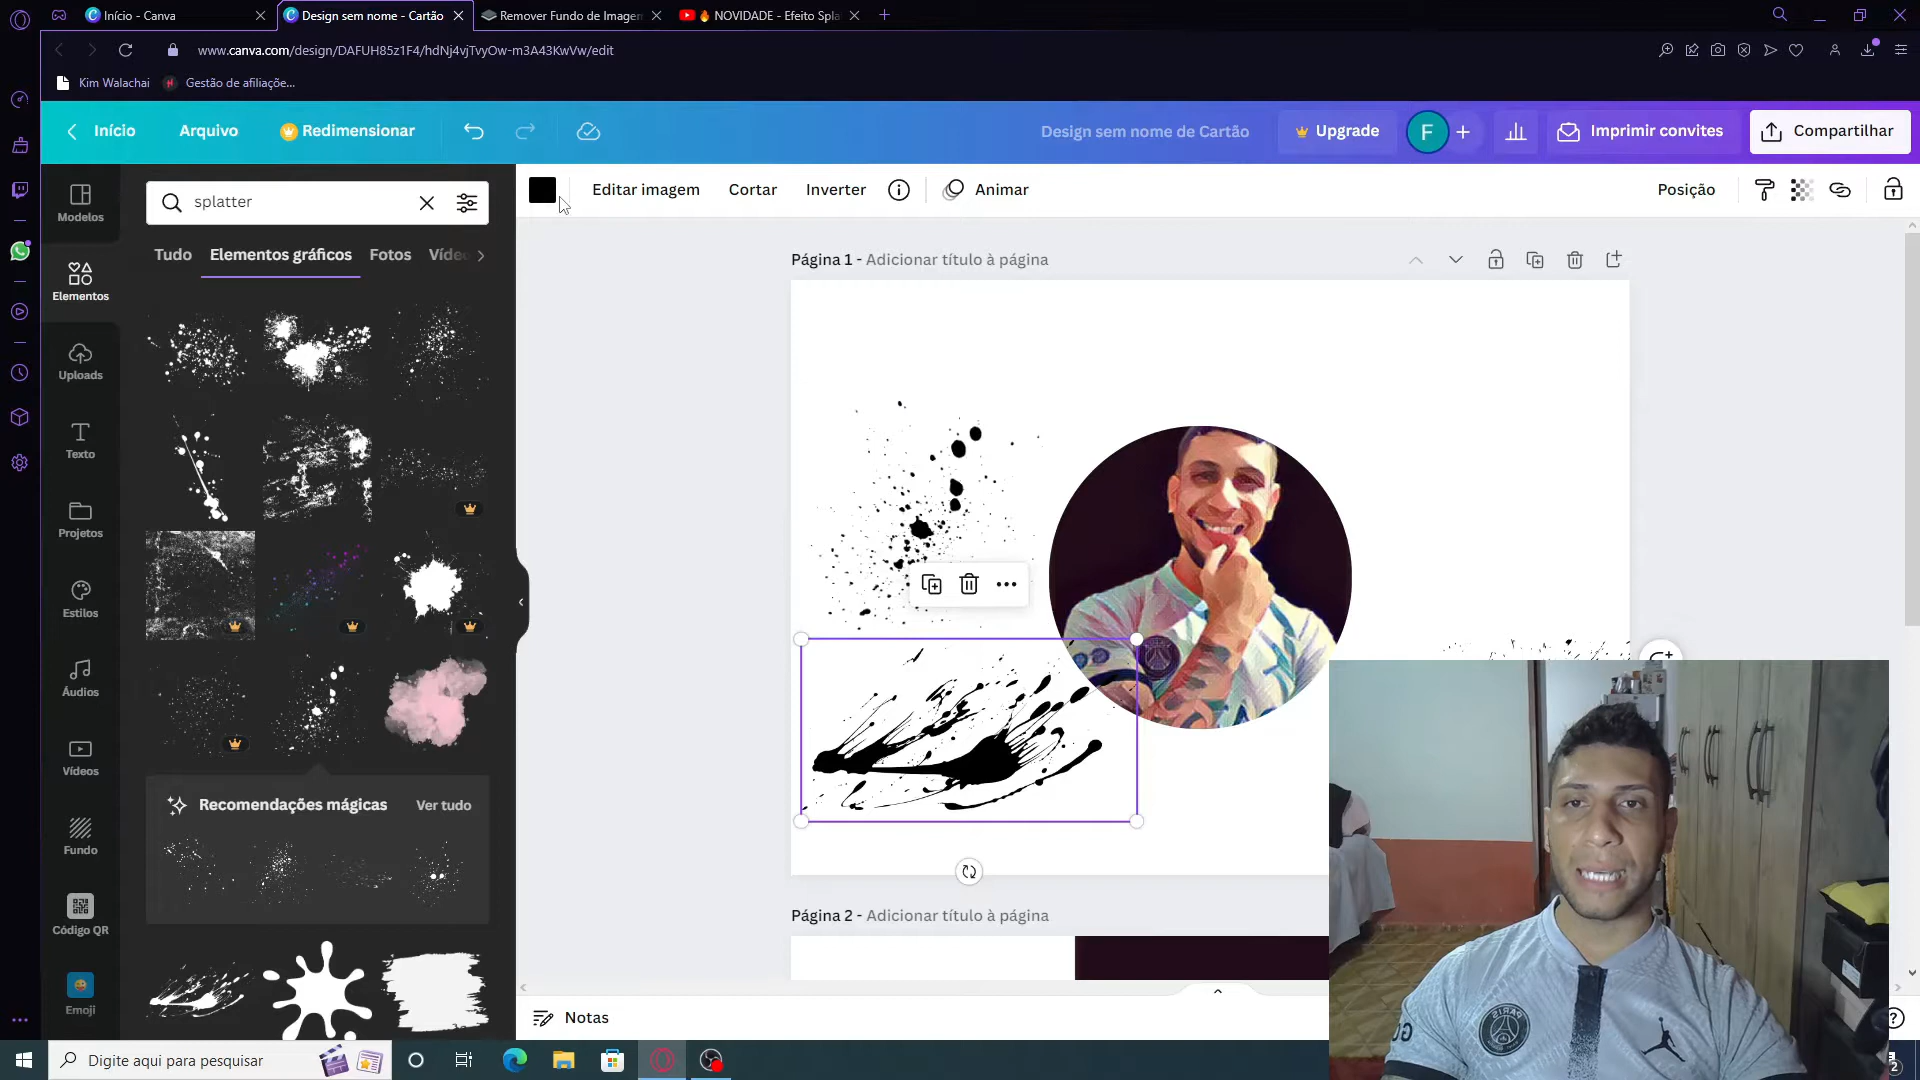 Início - Canva
Design sem nome - Cartão
Remover Fundo de Imagem
NOVIDADE - Efeito Spla
www.canva.com/design/DAFUH85z1F4/hdNj4vjTvyOw-m3A43KwVw/edit
Kim Walachai
Gestão de afiliaçõe...
Início
Arquivo
Redimensionar
Design sem nome de Cartão
Upgrade
F
Imprimir convites
Compartilhar
Modelos
splatter
Editar imagem
Cortar
Inverter
Animar
Posição
Tudo
Elementos gráficos
Fotos
Víde
Elementos
Página 1 - Adicionar título à página
Uploads
Texto
Projetos
Estilos
Áudios
Vídeos
Recomendações mágicas
Ver tudo
Fundo
Código QR
Página 2 - Adicionar título à página
Emoji
Notas
Digite aqui para pesquisar
2